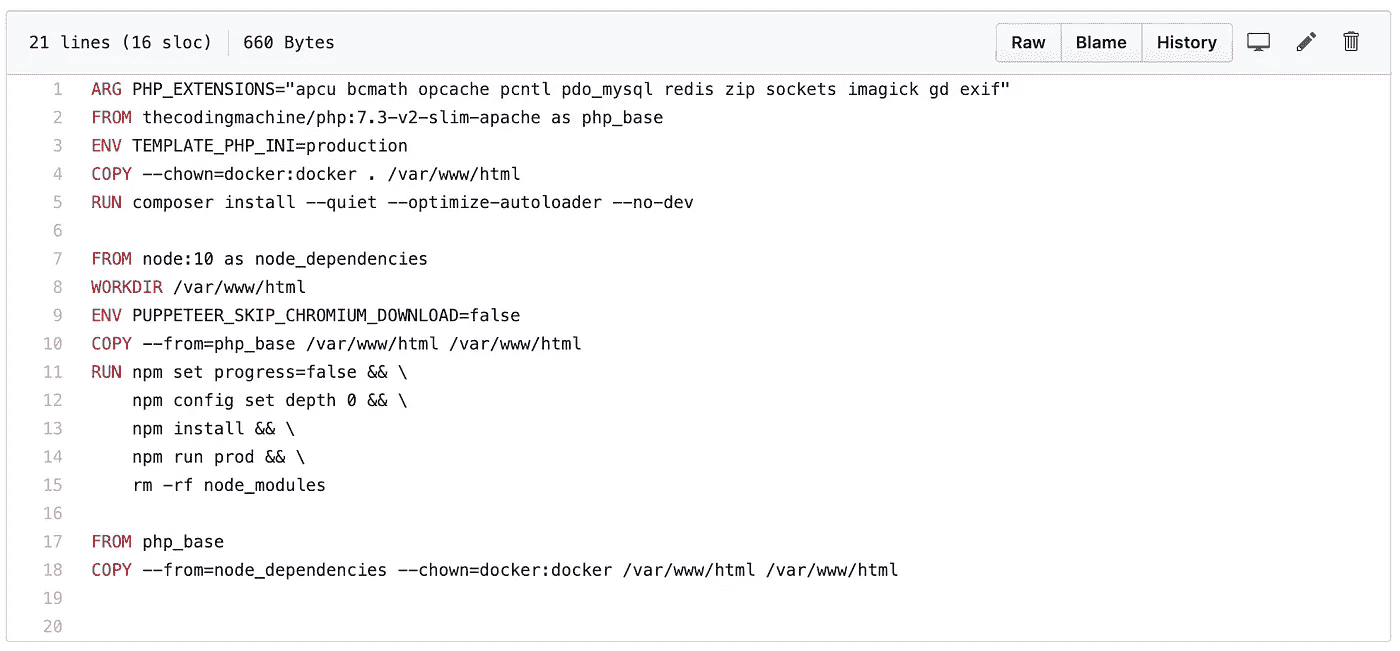 21 lines (16 sloc) 660 Bytes Raw Blame History
1 ARG PHP_EXTENSIONS="apcu bcmath opcache pcntl pdo_mysql redis zip sockets imagick gd exif"
2 FROM thecodingmachine/php:7.3-v2-slim-apache as php_base
3 ENV TEMPLATE_PHP_INI=production
4 COPY --chown=docker:docker . /var/www/html
5 RUN composer install --quiet --optimize-autoloader --no-dev
6
7 FROM node:10 as node_dependencies
8 WORKDIR /var/www/html
9 ENV PUPPETEER_SKIP_CHROMIUM_DOWNLOAD=false
10 COPY --from=php_base /var/www/html /var/www/html
11 RUN npm set progress=false && \
12     npm config set depth 0 && \
13     npm install && \
14     npm run prod && \
15     rm -rf node_modules
16
17 FROM php_base
18 COPY --from=node_dependencies --chown=docker:docker /var/www/html /var/www/html
19
20